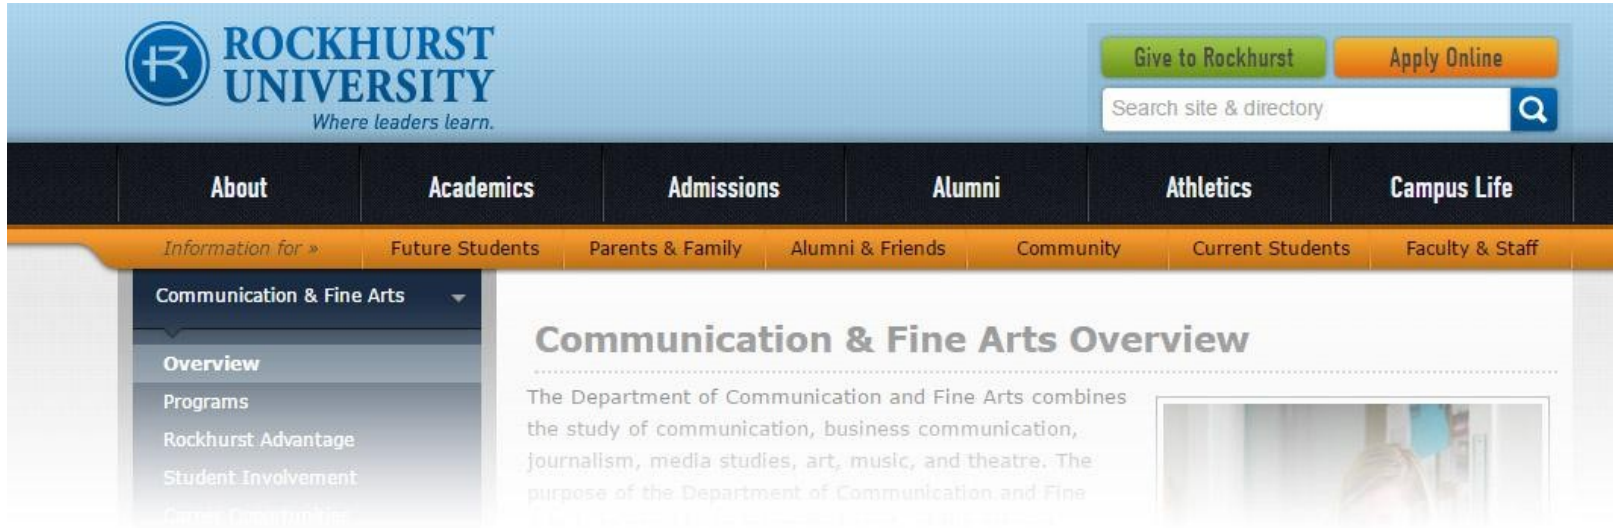 ROCKHURST
UNIVERSITY
Where leaders learn.
Give to Rockhurst
Apply Online
Search site & directory
About
Academics
Admissions
Alumni
Athletics
Campus Life
Information for »
Future Students
Parents & Family
Alumni & Friends
Community
Current Students
Faculty & Staff
Communication & Fine Arts
Overview
Programs
Rockhurst Advantage
Student Involvement
Career Opportunities
Communication & Fine Arts Overview
The Department of Communication and Fine Arts combines
the study of communication, business communication,
journalism, media studies, art, music, and theatre. The
purpose of the Department of Communication and Fine